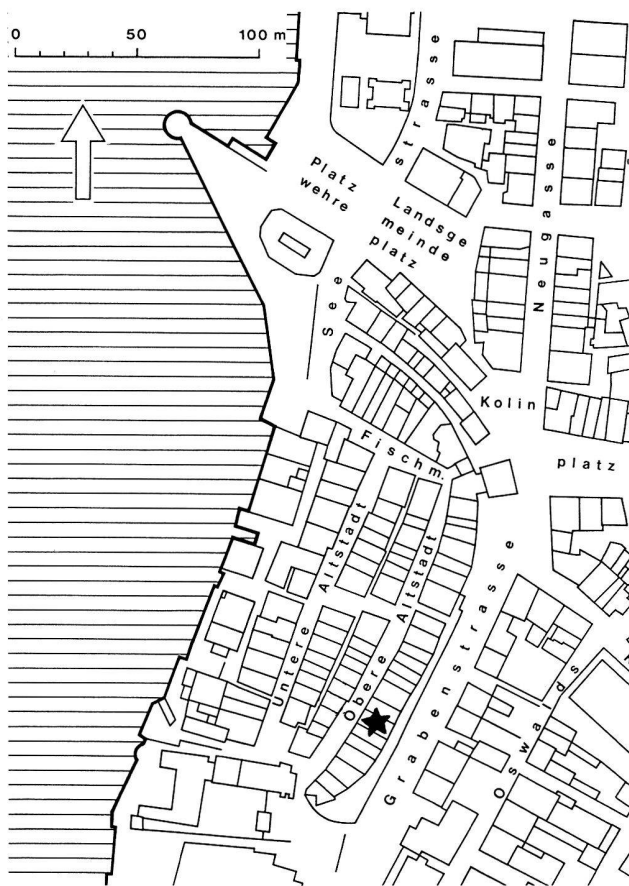 0 50 100 m
strasse
Platz
wehre
Landsge
meinde
platz
Neugasse
See
Kolin
platz
Fischm.
Untere Altstadt
Obere Altstadt
Grabenstrasse
Oswalds